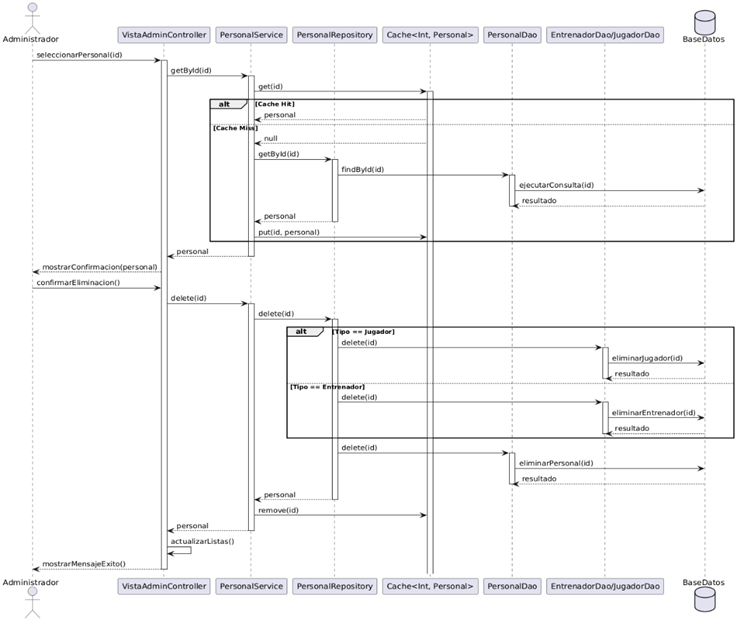 Administrador
VistaAdminController
PersonalService
PersonalRepository
Cache<Int, Personal>
PersonalDao
EntrenadorDao/JugadorDao
BaseDatos
seleccionarPersonal(id)
getById(id)
get(id)
alt
[Cache Hit]
personal
[Cache Miss]
null
getById(id)
findById(id)
ejecutarConsulta(id)
resultado
personal
put(id, personal)
personal
mostrarConfirmacion(personal)
confirmarEliminacion()
delete(id)
delete(id)
alt
[Tipo == Jugador]
delete(id)
eliminarJugador(id)
resultado
[Tipo == Entrenador]
delete(id)
eliminarEntrenador(id)
resultado
delete(id)
eliminarPersonal(id)
resultado
personal
remove(id)
personal
actualizarListas()
mostrarMensajeExito()
Administrador
VistaAdminController
PersonalService
PersonalRepository
Cache<Int, Personal>
PersonalDao
EntrenadorDao/JugadorDao
BaseDatos